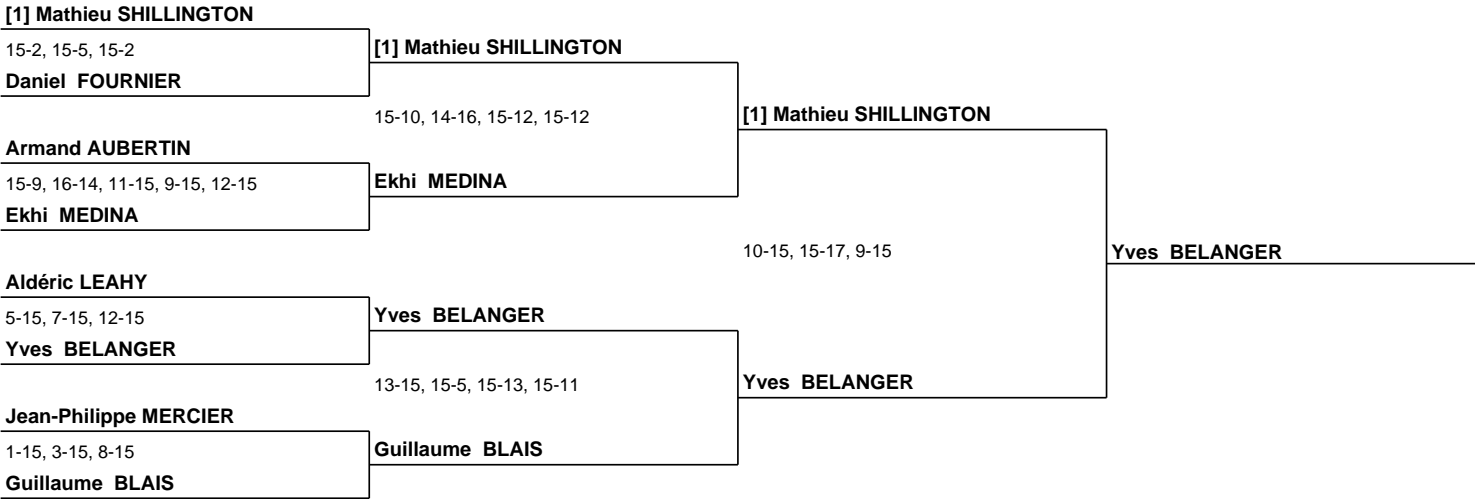 [1] Mathieu SHILLINGTON
15-2, 15-5, 15-2
Daniel FOURNIER
[1] Mathieu SHILLINGTON
15-10, 14-16, 15-12, 15-12
[1] Mathieu SHILLINGTON
Armand AUBERTIN
15-9, 16-14, 11-15, 9-15, 12-15
Ekhi MEDINA
Ekhi MEDINA
10-15, 15-17, 9-15
Yves BELANGER
Aldéric LEAHY
5-15, 7-15, 12-15
Yves BELANGER
Yves BELANGER
13-15, 15-5, 15-13, 15-11
Yves BELANGER
Jean-Philippe MERCIER
1-15, 3-15, 8-15
Guillaume BLAIS
Guillaume BLAIS